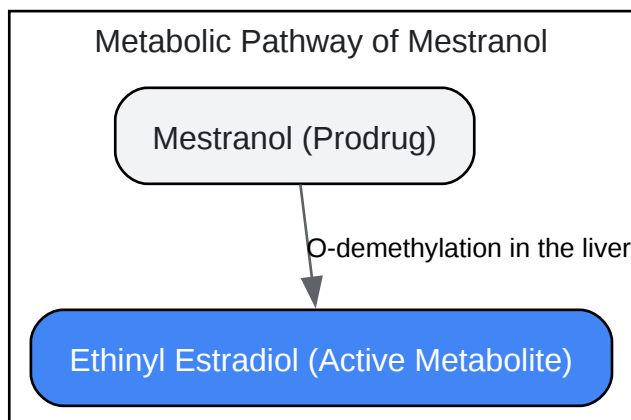 Metabolic Pathway of Mestranol
Mestranol (Prodrug)
O-demethylation in the liver
Ethinyl Estradiol (Active Metabolite)